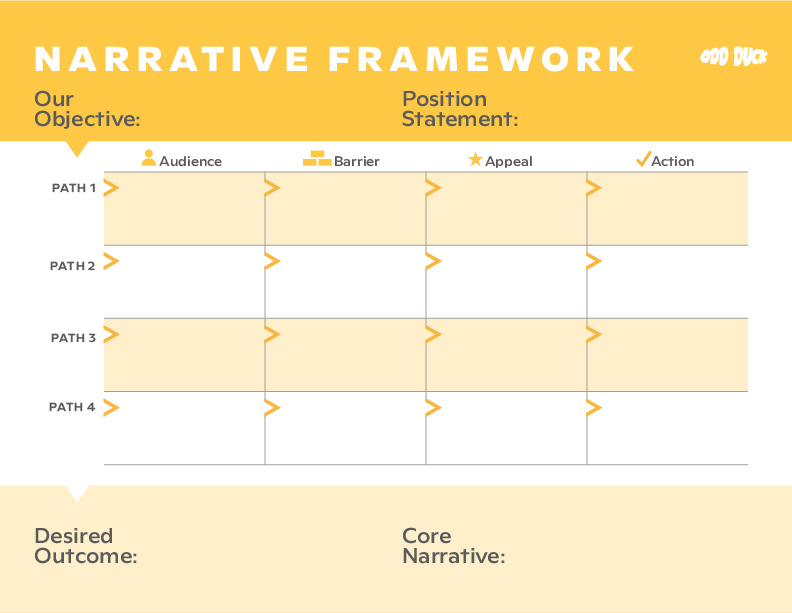 NARRATIVE FRAMEWORK
ODD DUCK
Our
Objective:
Position
Statement:
Audience
Barrier
Appeal
Action
PATH 1
PATH 2
PATH 3
PATH 4
Desired
Outcome:
Core
Narrative: